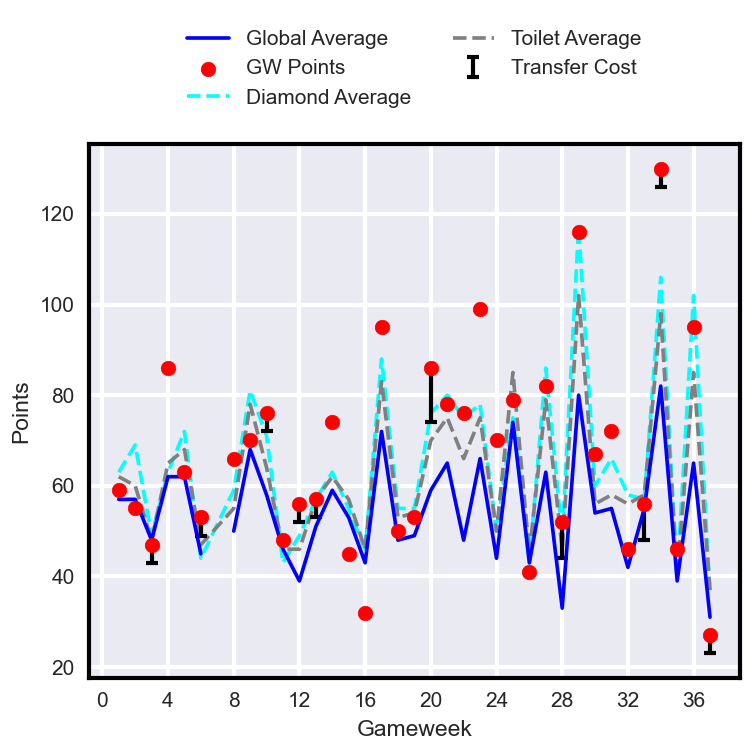 Global Average
GW Points
Diamond Average
Toilet Average
Transfer Cost
Points
120
100
80
60
40
20
0 4 8 12 16 20 24 28 32 36
Gameweek